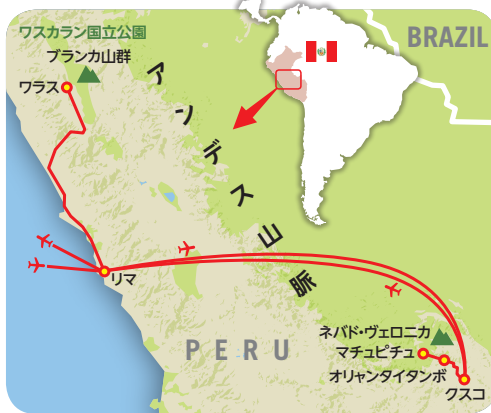 ワスカラン国立公園
ブランカ山群
ワラス
BRAZIL
アンデス山脈
リマ
ネバド・ヴェロニカ
マチュピチュ
オリャンタイタンボ
クスコ
PERU